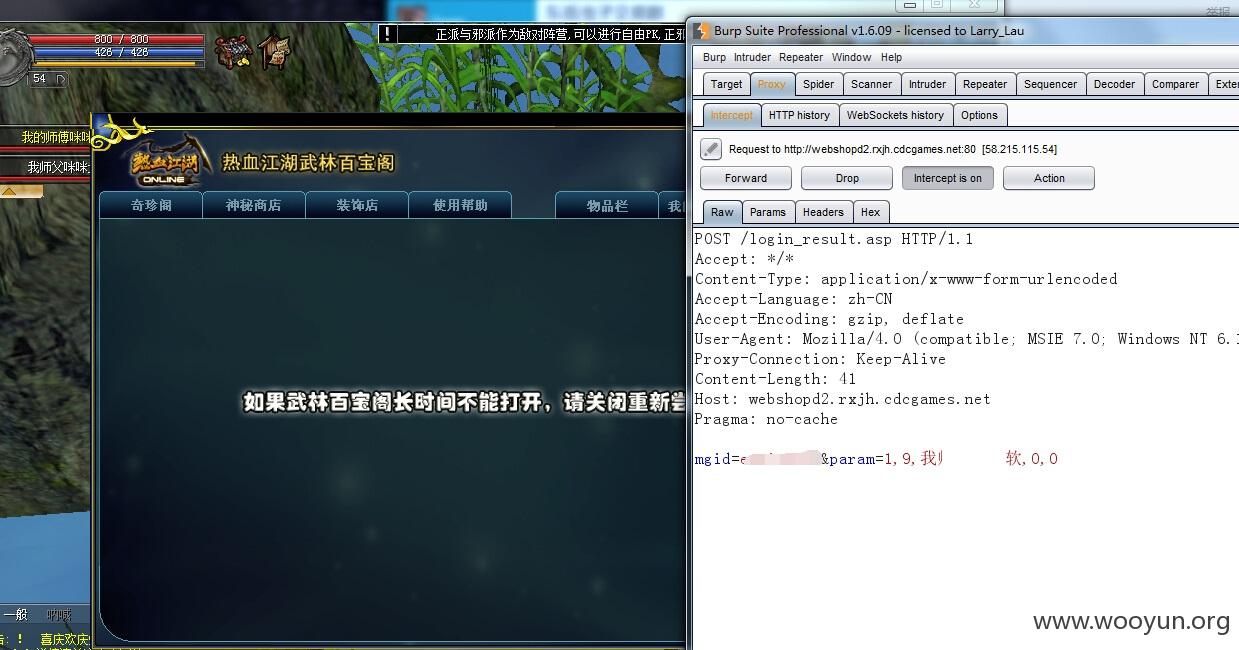 800 / 800
426 / 426
54
! 正派与邪派作为敌对阵营,可以进行自由PK,正邪
我的师傅咪咪
我师父咪咪
热血江湖
ONLINE
热血江湖武林百宝阁
奇珍阁 神秘商店 装饰店 使用帮助 物品栏 我
如果武林百宝阁长时间不能打开，请关闭重新尝
一般 呐喊
告：！ 喜庆欢庆
举报
Burp Suite Professional v1.6.09 - licensed to Larry_Lau
Burp Intruder Repeater Window Help
Target Proxy Spider Scanner Intruder Repeater Sequencer Decoder Comparer Exte
Intercept HTTP history WebSockets history Options
Request to http://webshopd2.rxjh.cdcgames.net:80 [58.215.115.54]
Forward Drop Intercept is on Action
Raw Params Headers Hex
POST /login_result.asp HTTP/1.1
Accept: */*
Content-Type: application/x-www-form-urlencoded
Accept-Language: zh-CN
Accept-Encoding: gzip, deflate
User-Agent: Mozilla/4.0 (compatible; MSIE 7.0; Windows NT 6.1
Proxy-Connection: Keep-Alive
Content-Length: 41
Host: webshopd2.rxjh.cdcgames.net
Pragma: no-cache
mgid=e &param=1,9,我 软,0,0
www.wooyun.org